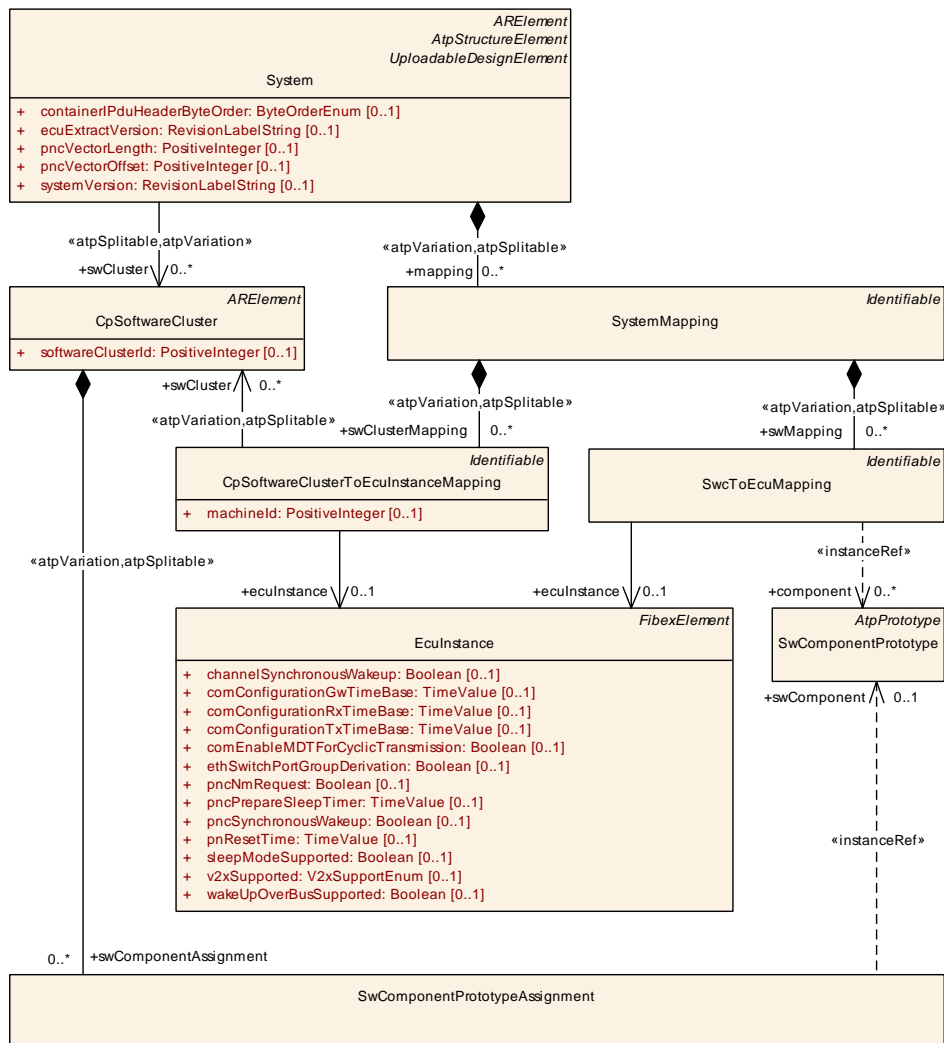 ARElement
AtpStructureElement
UploadableDesignElement
System
+ containerIPduHeaderByteOrder: ByteOrderEnum [0..1]
+ ecuExtractVersion: RevisionLabelString [0..1]
+ pncVectorLength: PositiveInteger [0..1]
+ pncVectorOffset: PositiveInteger [0..1]
+ systemVersion: RevisionLabelString [0..1]
«atpSplitable,atpVariation»
+swCluster 0..*
«atpVariation,atpSplitable»
+mapping 0..*
ARElement
CpSoftwareCluster
+ softwareClusterId: PositiveInteger [0..1]
Identifiable
SystemMapping
+swCluster 0..*
«atpVariation,atpSplitable»
«atpVariation,atpSplitable»
+swClusterMapping 0..*
«atpVariation,atpSplitable»
+swMapping 0..*
Identifiable
CpSoftwareClusterToEcuInstanceMapping
+ machineId: PositiveInteger [0..1]
Identifiable
SwcToEcuMapping
«atpVariation,atpSplitable»
«instanceRef»
+ecuInstance 0..1
+ecuInstance 0..1
+component 0..*
FibexElement
EcuInstance
+ channelSynchronousWakeup: Boolean [0..1]
+ comConfigurationGwTimeBase: TimeValue [0..1]
+ comConfigurationRxTimeBase: TimeValue [0..1]
+ comConfigurationTxTimeBase: TimeValue [0..1]
+ comEnableMDTForCyclicTransmission: Boolean [0..1]
+ ethSwitchPortGroupDerivation: Boolean [0..1]
+ pncNmRequest: Boolean [0..1]
+ pncPrepareSleepTimer: TimeValue [0..1]
+ pncSynchronousWakeup: Boolean [0..1]
+ pnResetTime: TimeValue [0..1]
+ sleepModeSupported: Boolean [0..1]
+ v2xSupported: V2xSupportEnum [0..1]
+ wakeUpOverBusSupported: Boolean [0..1]
AtpPrototype
SwComponentPrototype
+swComponent 0..1
«instanceRef»
0..* +swComponentAssignment
SwComponentPrototypeAssignment